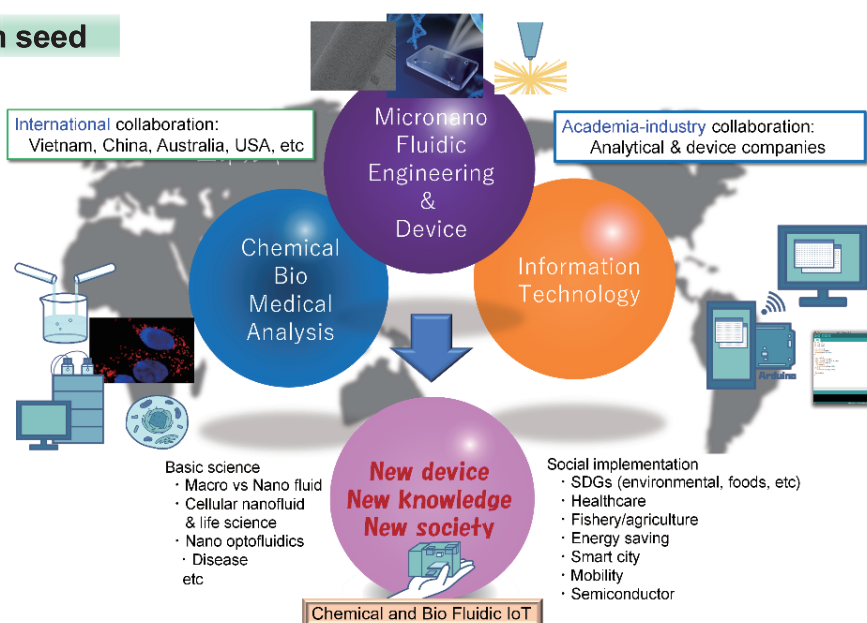 n seed
International collaboration:
Vietnam, China, Australia, USA, etc
Micronano
Fluidic
Engineering
&
Device
Academia-industry collaboration:
Analytical & device companies
Chemical
Bio
Medical
Analysis
Information
Technology
Arduino
Basic science
・Macro vs Nano fluid
・Cellular nanofluid
& life science
・Nano optofluidics
・Disease
etc
New device
New knowledge
New society
Social implementation
・SDGs (environmental, foods, etc)
・Healthcare
・Fishery/agriculture
・Energy saving
・Smart city
・Mobility
・Semiconductor
Chemical and Bio Fluidic IoT